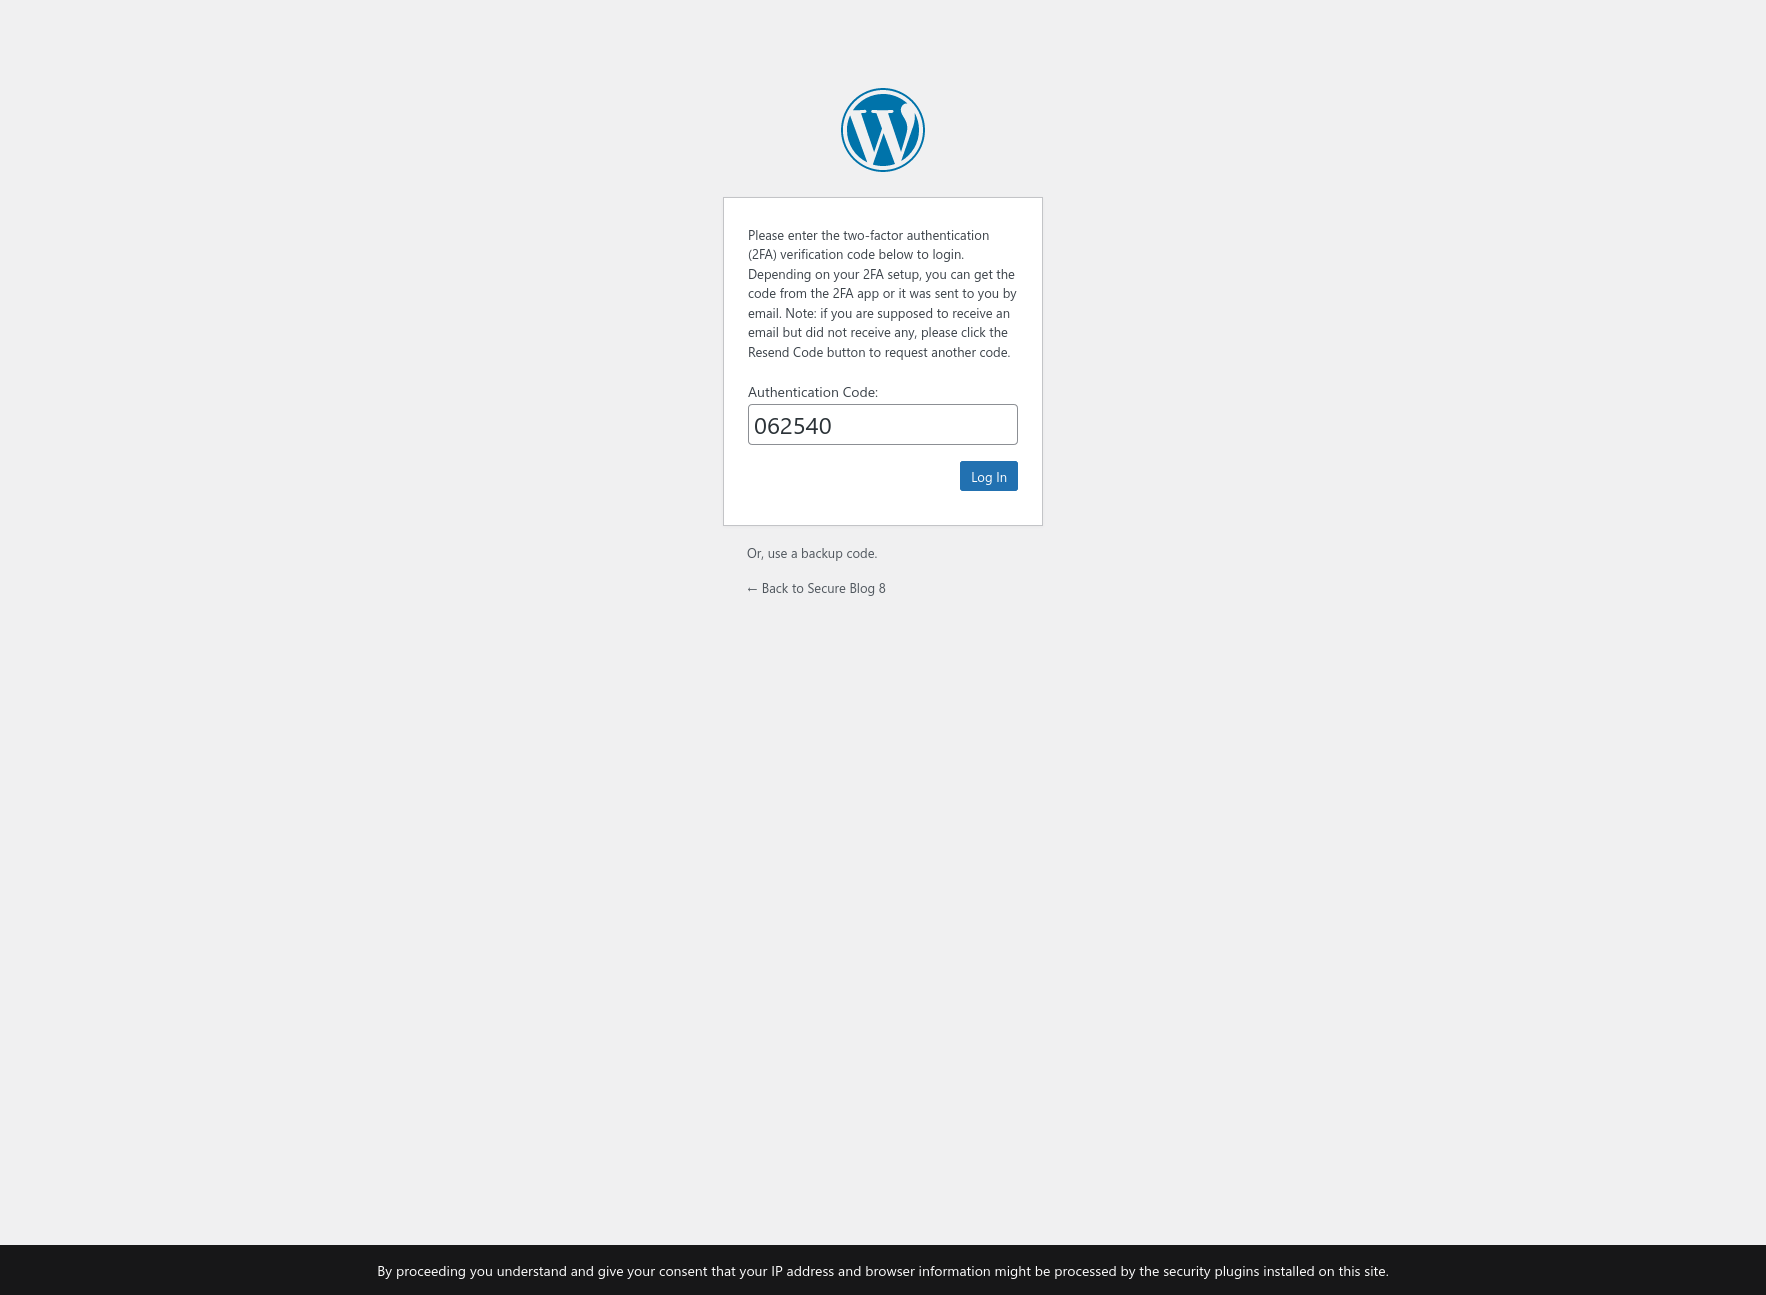 Please enter the two-factor authentication
(2FA) verification code below to login.
Depending on your 2FA setup, you can get the
code from the 2FA app or it was sent to you by
email. Note: if you are supposed to receive an
email but did not receive any, please click the
Resend Code button to request another code.
Authentication Code:
062540
Log In
Or, use a backup code.
← Back to Secure Blog 8
By proceeding you understand and give your consent that your IP address and browser information might be processed by the security plugins installed on this site.